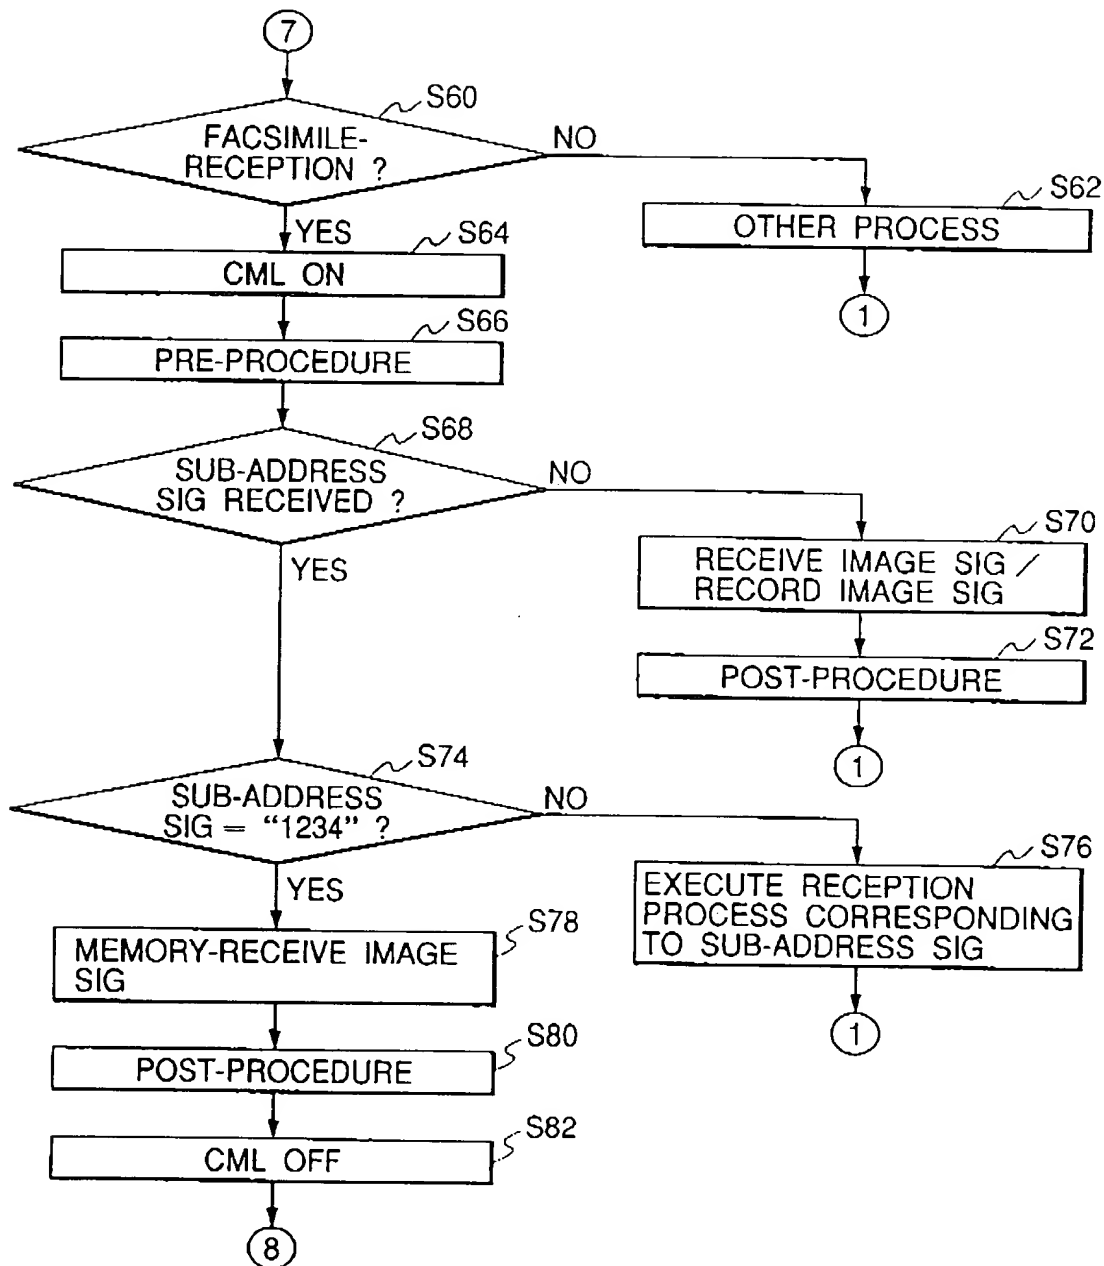 7
S60
FACSIMILE-
RECEPTION ?
NO
YES
S62
OTHER PROCESS
1
S64
CML ON
S66
PRE-PROCEDURE
S68
SUB-ADDRESS
SIG RECEIVED ?
NO
YES
S70
RECEIVE IMAGE SIG /
RECORD IMAGE SIG
S72
POST-PROCEDURE
1
S74
SUB-ADDRESS
SIG = “1234” ?
NO
YES
S76
EXECUTE RECEPTION
PROCESS CORRESPONDING
TO SUB-ADDRESS SIG
1
S78
MEMORY-RECEIVE IMAGE
SIG
S80
POST-PROCEDURE
S82
CML OFF
8